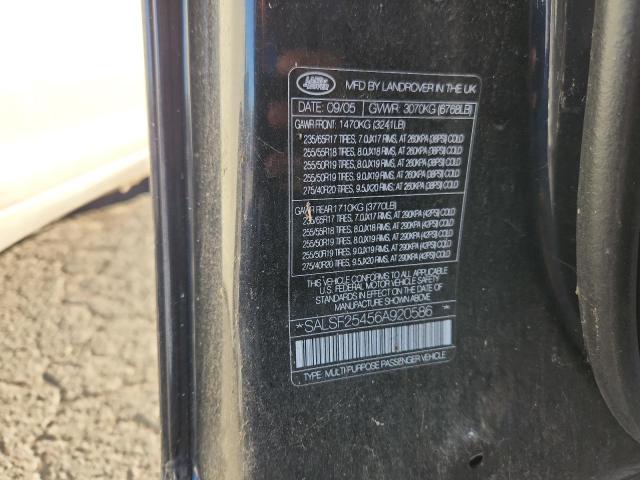 LAND ROVER
MFD BY LANDROVER IN THE UK
DATE: 09/05 GVWR: 3070KG (6768LB)
GAWR FRONT: 1470KG (3241LB)
235/65R17 TIRES, 7.0JX17 RIMS, AT 260KPA (38PSI) COLD
255/55R18 TIRES, 8.0JX18 RIMS, AT 260KPA (38PSI) COLD
255/50R19 TIRES, 8.0JX19 RIMS, AT 260KPA (38PSI) COLD
255/50R19 TIRES, 9.0JX19 RIMS, AT 260KPA (38PSI) COLD
275/40R20 TIRES, 9.5JX20 RIMS, AT 260KPA (38PSI) COLD
GAWR REAR 1710KG (3770LB)
235/65R17 TIRES, 7.0JX17 RIMS, AT 290KPA (42PSI) COLD
255/55R18 TIRES, 8.0JX18 RIMS, AT 290KPA (42PSI) COLD
255/50R19 TIRES, 8.0JX19 RIMS, AT 290KPA (42PSI) COLD
255/50R19 TIRES, 9.0JX19 RIMS, AT 290KPA (42PSI) COLD
275/40R20 TIRES, 9.5JX20 RIMS, AT 290KPA (42PSI) COLD
THIS VEHICLE CONFORMS TO ALL APPLICABLE
U.S. FEDERAL MOTOR VEHICLE SAFETY
STANDARDS IN EFFECT ON THE DATE OF
MANUFACTURE SHOWN ABOVE
*SALSF25456A920586*
TYPE: MULTI PURPOSE PASSENGER VEHICLE